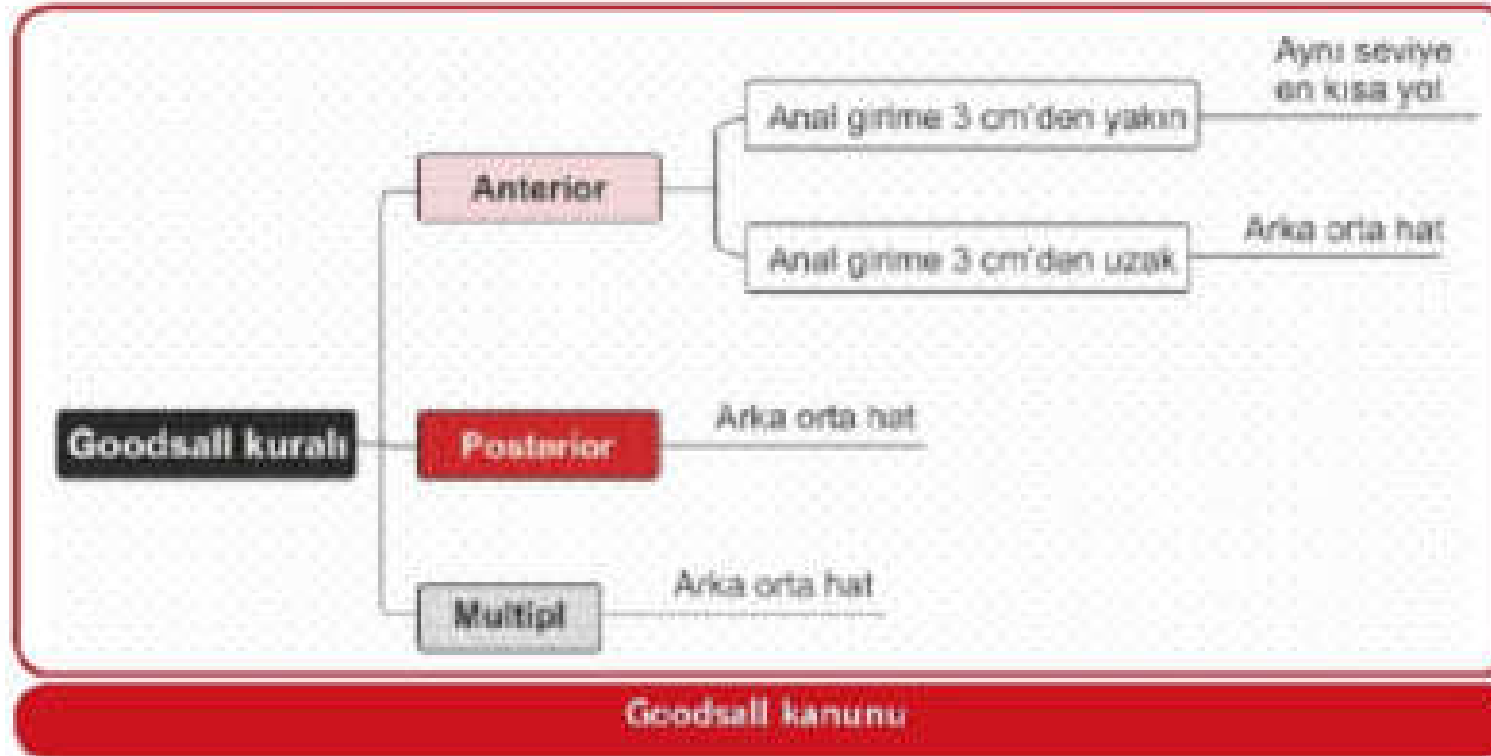 Aynı seviye
en kısa yol
Anal girime 3 cm'den yakın
Anterior
Arka orta hat
Anal girime 3 cm'den uzak
Arka orta hat
Goodsall kuralı
Posterior
Arka orta hat
Multipl
Goodsall kanunu